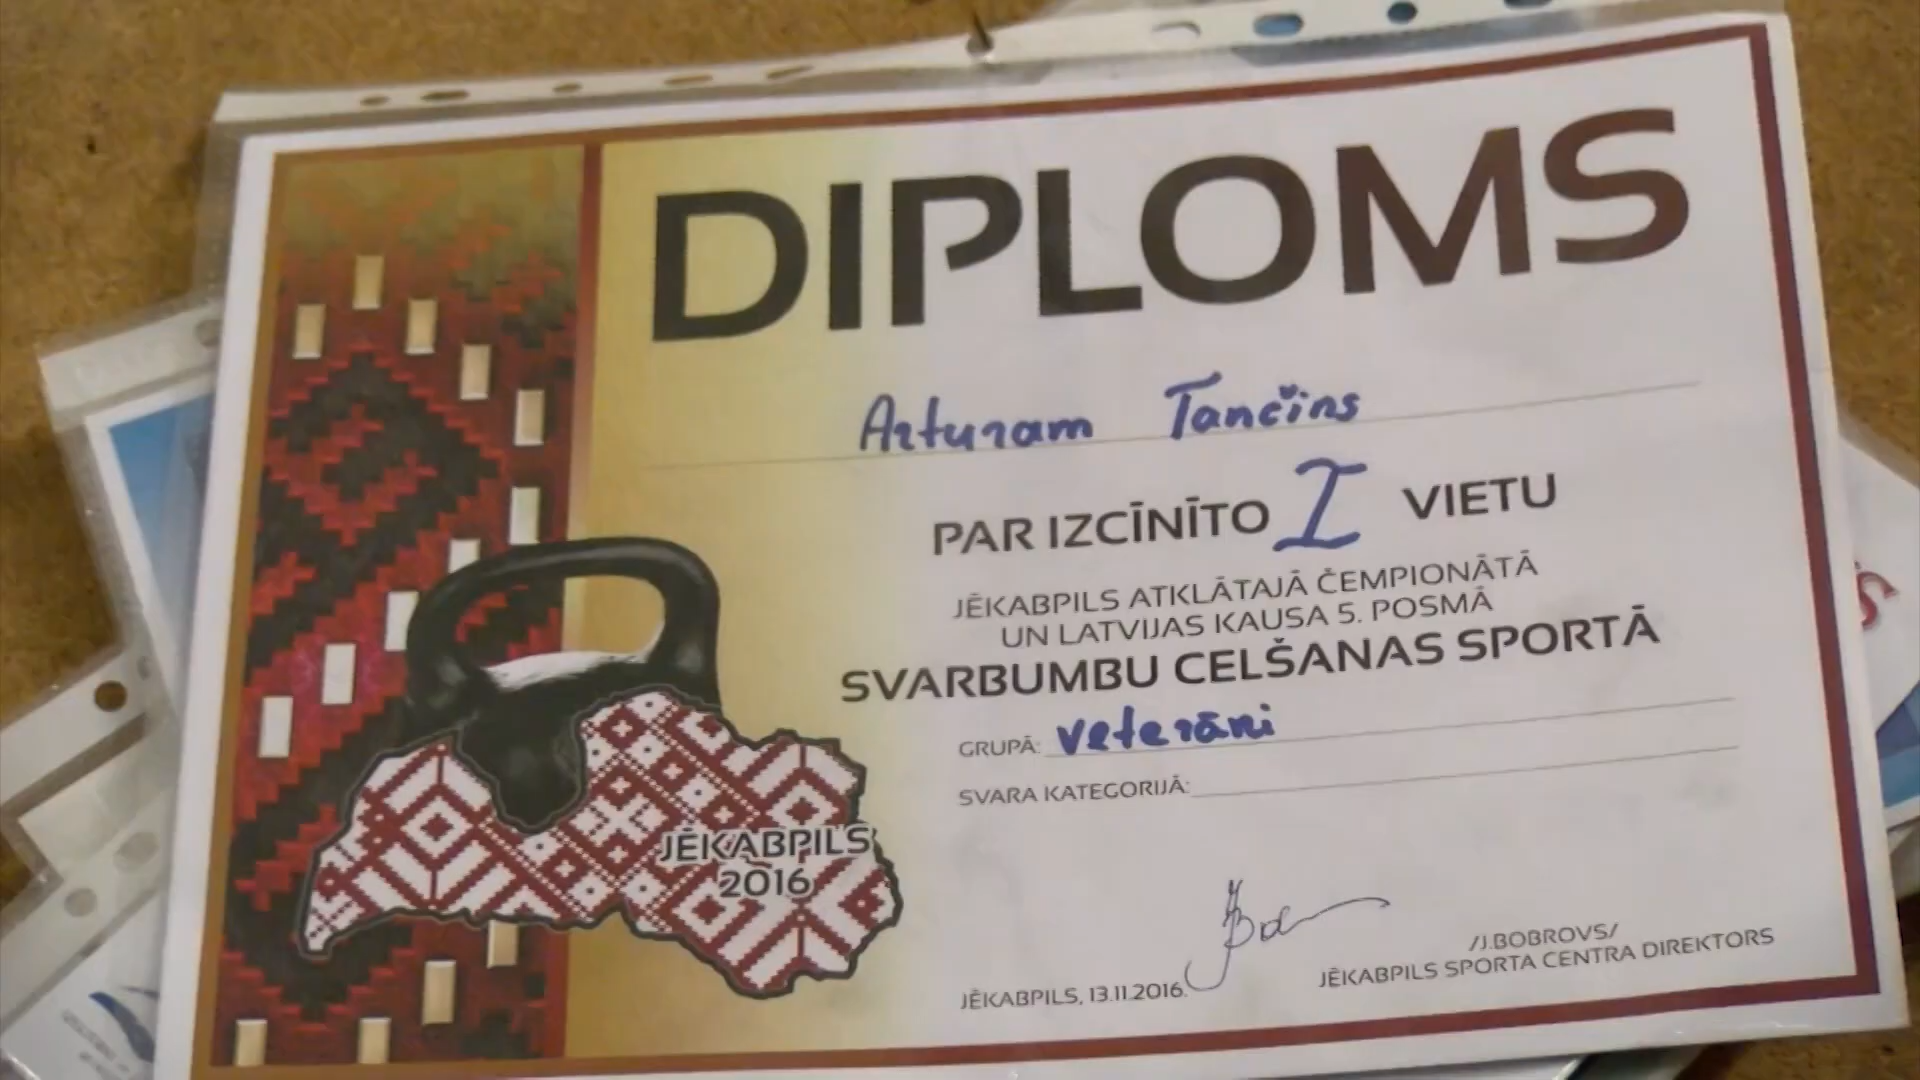 DIPLOMS
Arturam Tančins
PAR IZCĪNĪTO I VIETU
JĒKABPILS ATKLĀTAJĀ ČEMPIONĀTĀ
UN LATVIJAS KAUSA 5. POSMĀ
SVARBUMBU CELŠANAS SPORTĀ
GRUPĀ: veterāni
SVARA KATEGORIJĀ:
JĒKABPILS
2016
/J.BOBROVS/
JĒKABPILS SPORTA CENTRA DIREKTORS
JĒKABPILS, 13.11.2016.